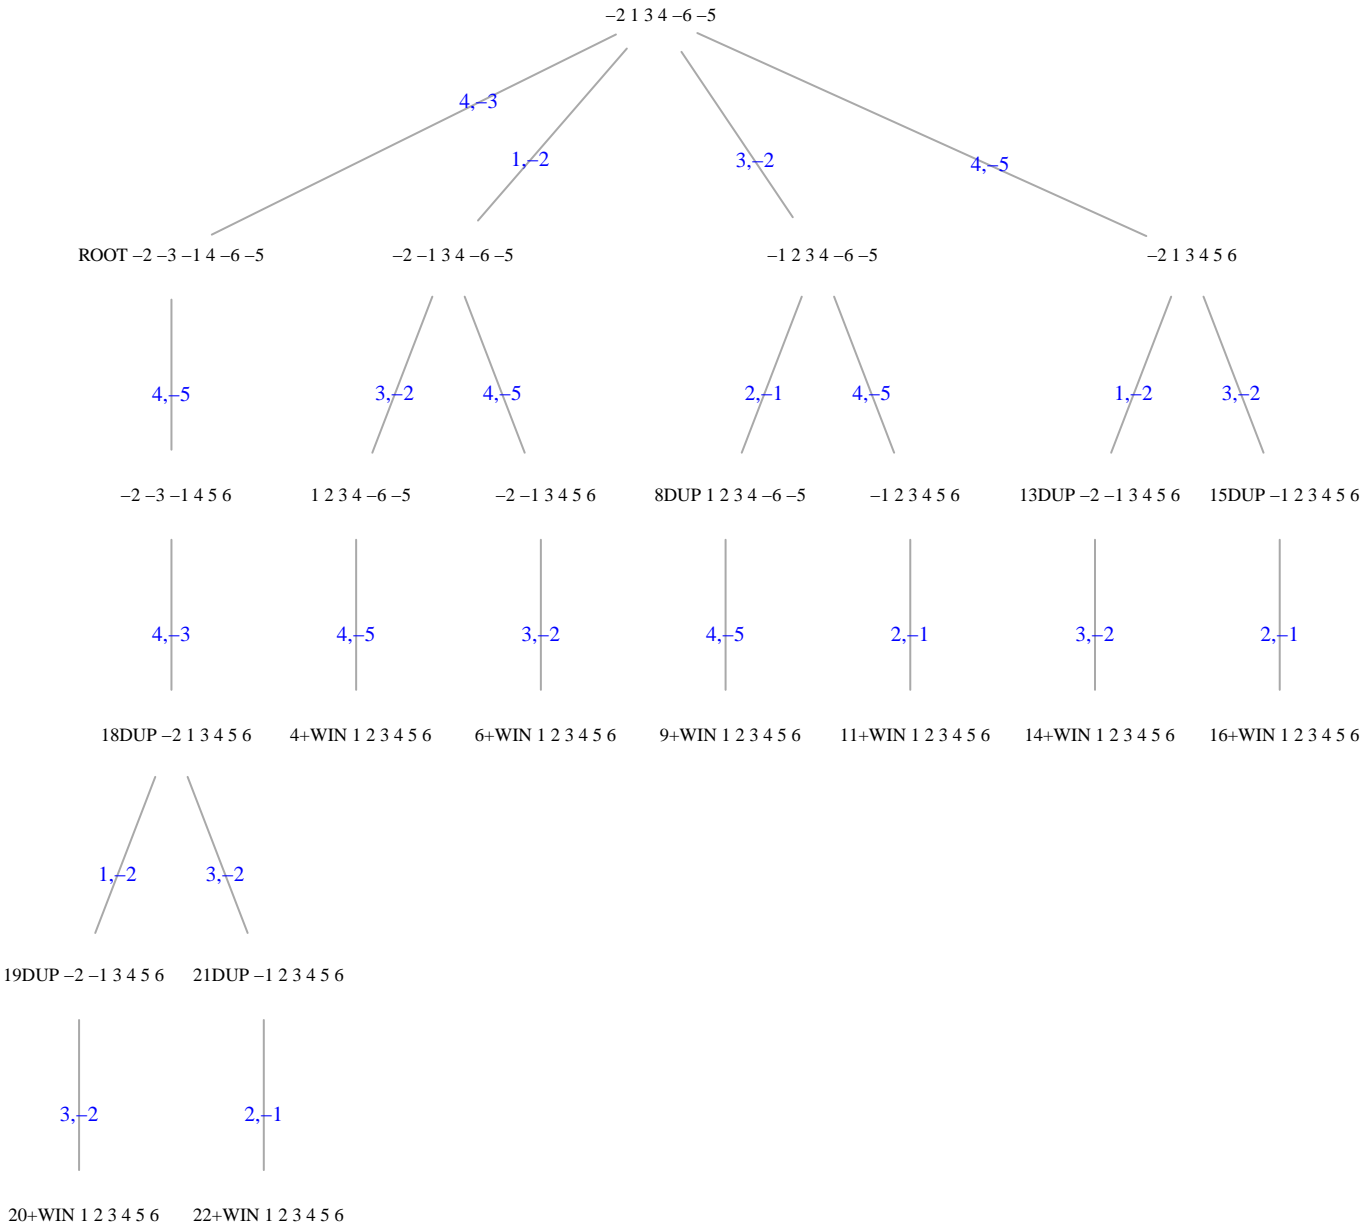 –2 1 3 4 –6 –5
4,–3
1,–2
3,–2
4,–5
ROOT –2 –3 –1 4 –6 –5
–2 –1 3 4 –6 –5
–1 2 3 4 –6 –5
–2 1 3 4 5 6
4,–5
3,–2
4,–5
2,–1
4,–5
1,–2
3,–2
–2 –3 –1 4 5 6
1 2 3 4 –6 –5
–2 –1 3 4 5 6
8DUP 1 2 3 4 –6 –5
–1 2 3 4 5 6
13DUP –2 –1 3 4 5 6
15DUP –1 2 3 4 5 6
4,–3
4,–5
3,–2
4,–5
2,–1
3,–2
2,–1
18DUP –2 1 3 4 5 6
4+WIN 1 2 3 4 5 6
6+WIN 1 2 3 4 5 6
9+WIN 1 2 3 4 5 6
11+WIN 1 2 3 4 5 6
14+WIN 1 2 3 4 5 6
16+WIN 1 2 3 4 5 6
1,–2
3,–2
19DUP –2 –1 3 4 5 6
21DUP –1 2 3 4 5 6
3,–2
2,–1
20+WIN 1 2 3 4 5 6
22+WIN 1 2 3 4 5 6